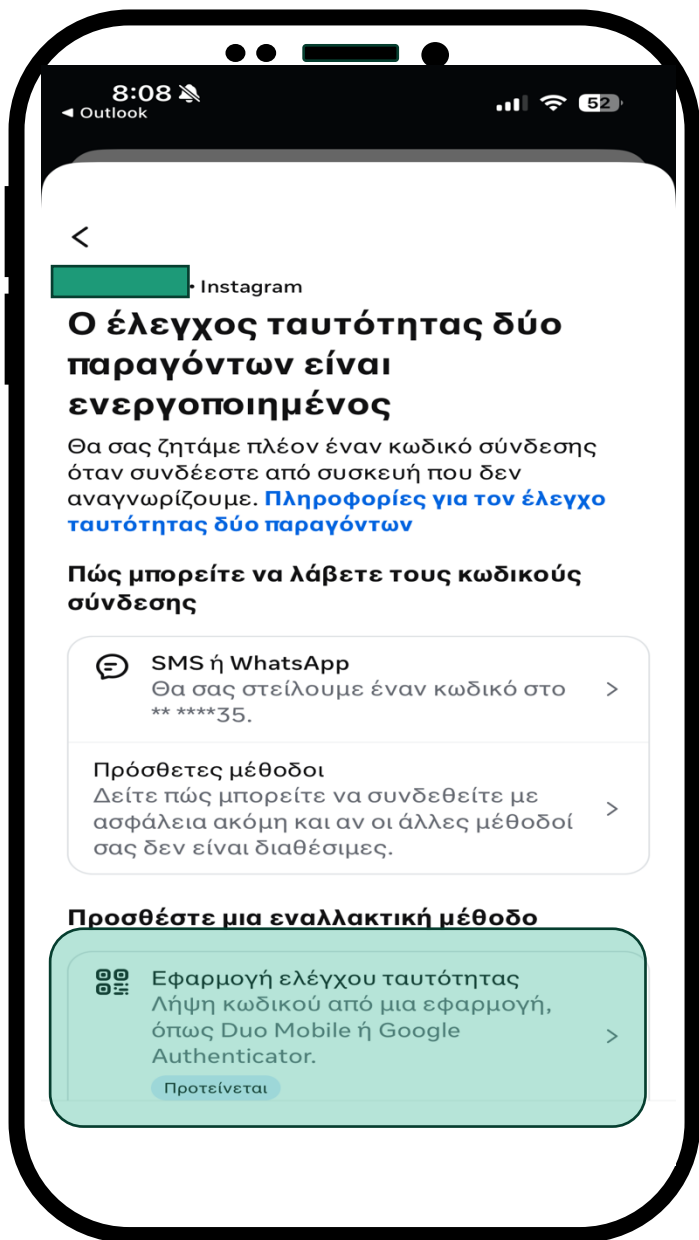 8:08
◄ Outlook
52
• Instagram
Ο έλεγχος ταυτότητας δύο
παραγόντων είναι
ενεργοποιημένος
Θα σας ζητάμε πλέον έναν κωδικό σύνδεσης
όταν συνδέεστε από συσκευή που δεν
αναγνωρίζουμε. Πληροφορίες για τον έλεγχο
ταυτότητας δύο παραγόντων
Πώς μπορείτε να λάβετε τους κωδικούς
σύνδεσης
SMS ή WhatsApp
Θα σας στείλουμε έναν κωδικό στο
** ****35.
Πρόσθετες μέθοδοι
Δείτε πώς μπορείτε να συνδεθείτε με
ασφάλεια ακόμη και αν οι άλλες μέθοδοί
σας δεν είναι διαθέσιμες.
Προσθέστε μια εναλλακτική μέθοδο
Εφαρμογή ελέγχου ταυτότητας
Λήψη κωδικού από μια εφαρμογή,
όπως Duo Mobile ή Google
Authenticator.
Προτείνεται